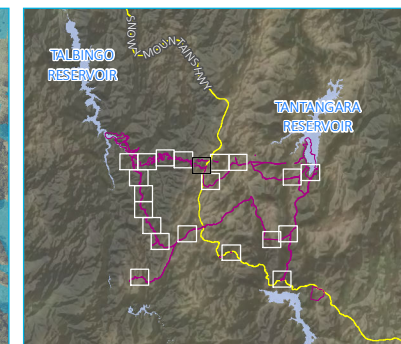 SNOWY MOUNTAINS HWY
TALBINGO
RESERVOIR
TANTANGARA
RESERVOIR